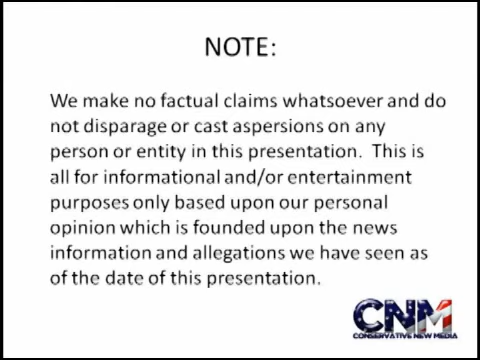 NOTE:
We make no factual claims whatsoever and do
not disparage or cast aspersions on any
person or entity in this presentation.  This is
all for informational and/or entertainment
purposes only based upon our personal
opinion which is founded upon the news
information and allegations we have seen as
of the date of this presentation.
CNM
CONSERVATIVE NEW MEDIA